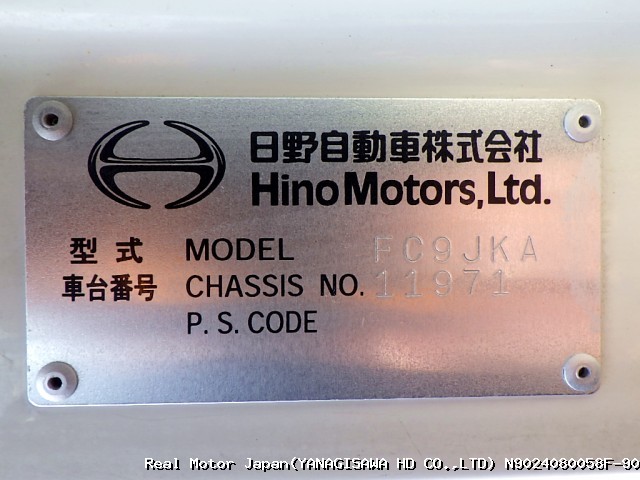 日野自動車株式会社
Hino Motors, Ltd.
型式 MODEL FC9JKA
車台番号 CHASSIS NO. 11971
P. S. CODE
Real Motor Japan(YANAGISAWA HD CO.,LTD) N9024080058F-90